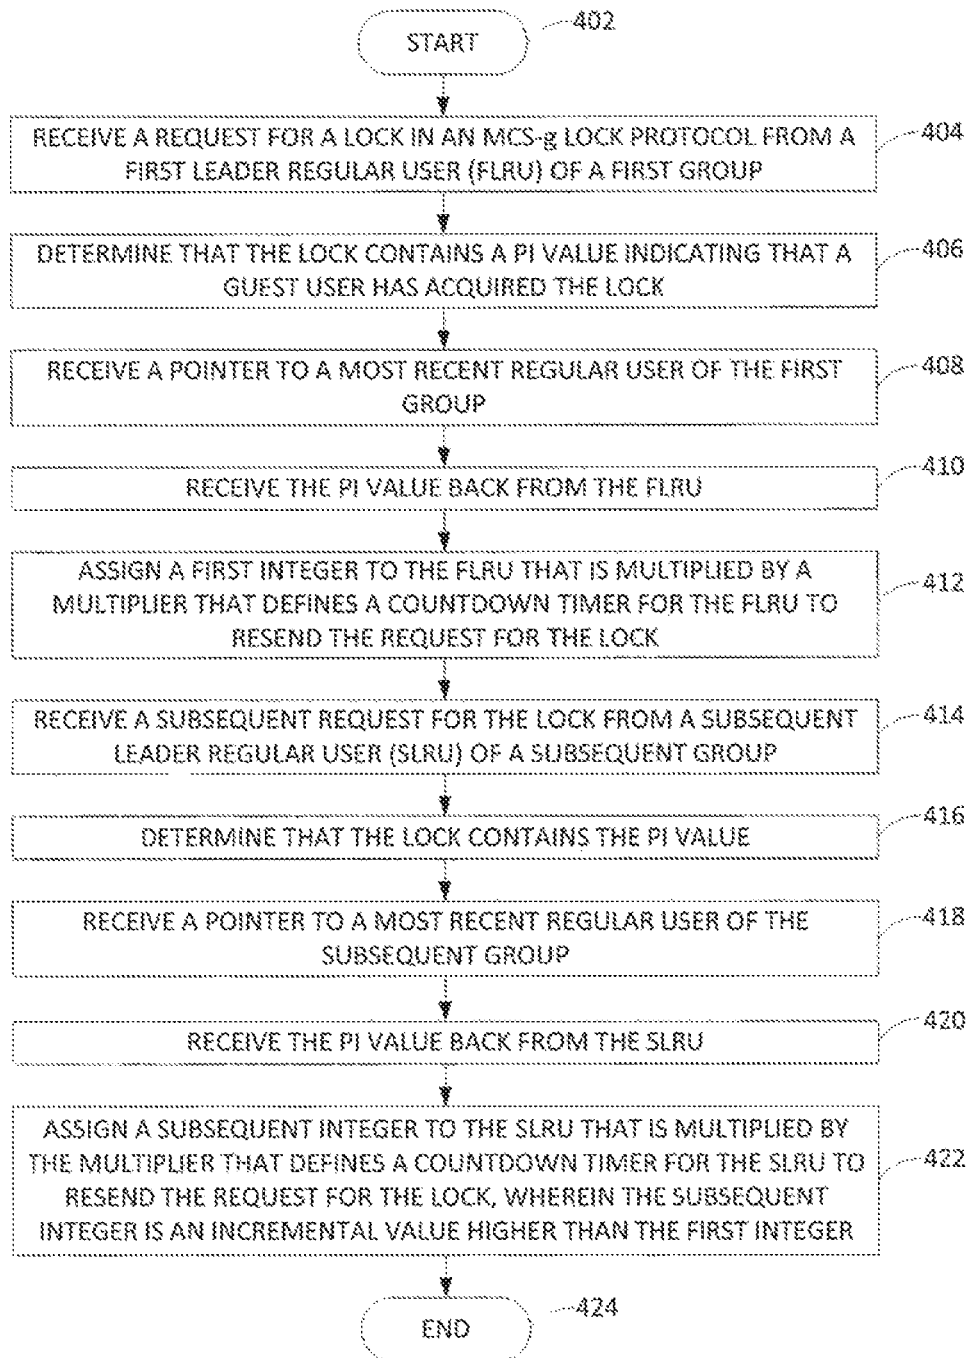 402
START
404
RECEIVE A REQUEST FOR A LOCK IN AN MCS-g LOCK PROTOCOL FROM A
FIRST LEADER REGULAR USER (FLRU) OF A FIRST GROUP
406
DETERMINE THAT THE LOCK CONTAINS A PI VALUE INDICATING THAT A
GUEST USER HAS ACQUIRED THE LOCK
408
RECEIVE A POINTER TO A MOST RECENT REGULAR USER OF THE FIRST
GROUP
410
RECEIVE THE PI VALUE BACK FROM THE FLRU
412
ASSIGN A FIRST INTEGER TO THE FLRU THAT IS MULTIPLIED BY A
MULTIPLIER THAT DEFINES A COUNTDOWN TIMER FOR THE FLRU TO
RESEND THE REQUEST FOR THE LOCK
414
RECEIVE A SUBSEQUENT REQUEST FOR THE LOCK FROM A SUBSEQUENT
LEADER REGULAR USER (SLRU) OF A SUBSEQUENT GROUP
416
DETERMINE THAT THE LOCK CONTAINS THE PI VALUE
418
RECEIVE A POINTER TO A MOST RECENT REGULAR USER OF THE
SUBSEQUENT GROUP
420
RECEIVE THE PI VALUE BACK FROM THE SLRU
422
ASSIGN A SUBSEQUENT INTEGER TO THE SLRU THAT IS MULTIPLIED BY
THE MULTIPLIER THAT DEFINES A COUNTDOWN TIMER FOR THE SLRU TO
RESEND THE REQUEST FOR THE LOCK, WHEREIN THE SUBSEQUENT
INTEGER IS AN INCREMENTAL VALUE HIGHER THAN THE FIRST INTEGER
424
END